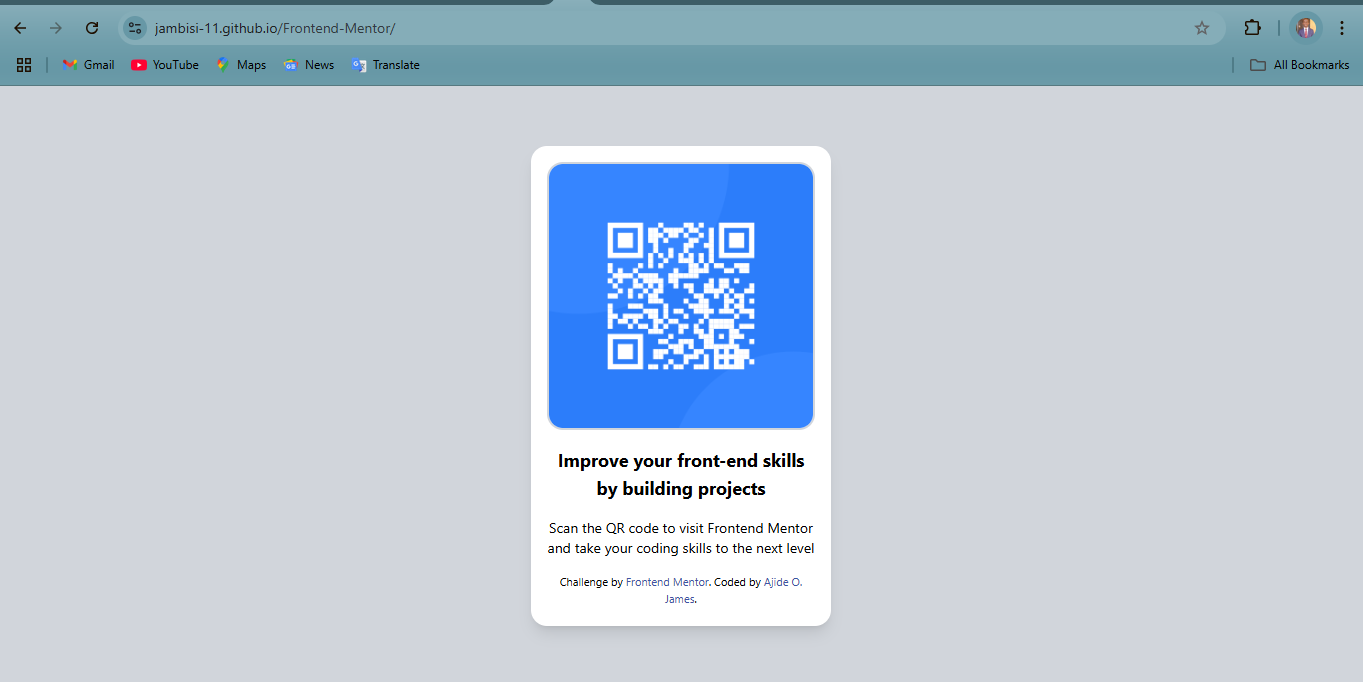 jambisi-11.github.io/Frontend-Mentor/
Gmail YouTube Maps News Translate All Bookmarks
Improve your front-end skills
by building projects
Scan the QR code to visit Frontend Mentor
and take your coding skills to the next level
Challenge by Frontend Mentor. Coded by Ajide O.
James.